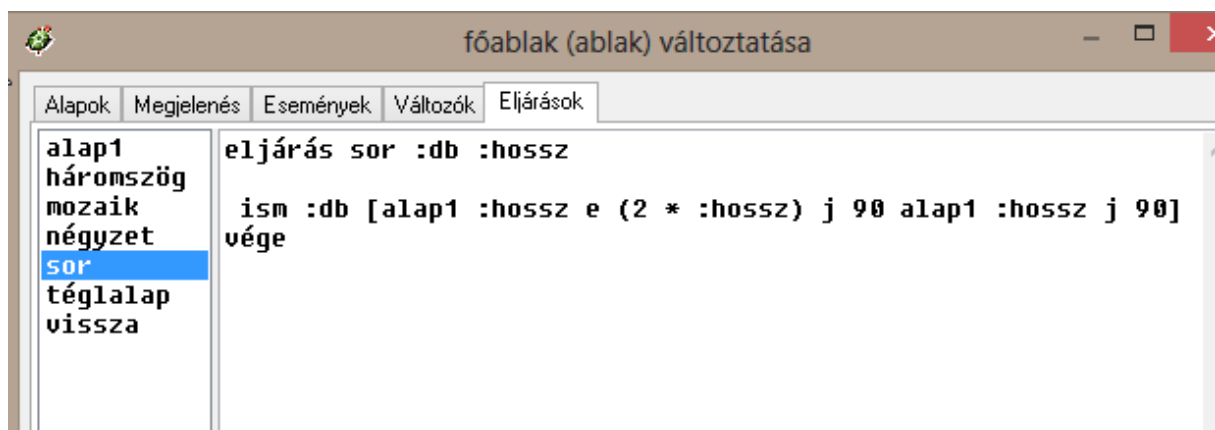 főablak (ablak) változtatása
Alapok Megjelenés Események Változók Eljárások
alap1
háromszög
mozaik
négyzet
sor
téglalap
vissza
eljárás sor :db :hossz
ism :db [alap1 :hossz e (2 * :hossz) j 90 alap1 :hossz j 90]
vége